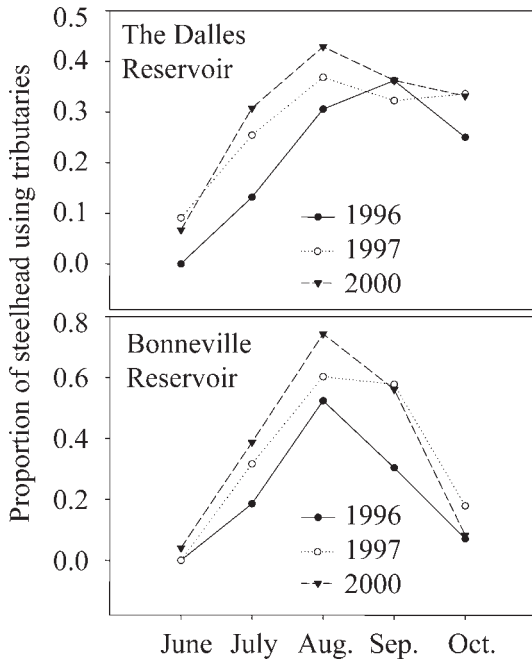 Proportion of steelhead using tributaries
0.5
0.4
0.3
0.2
0.1
0.0
The Dalles
Reservoir
1996
1997
2000
0.8
0.6
0.4
0.2
0.0
Bonneville
Reservoir
1996
1997
2000
June July Aug. Sep. Oct.